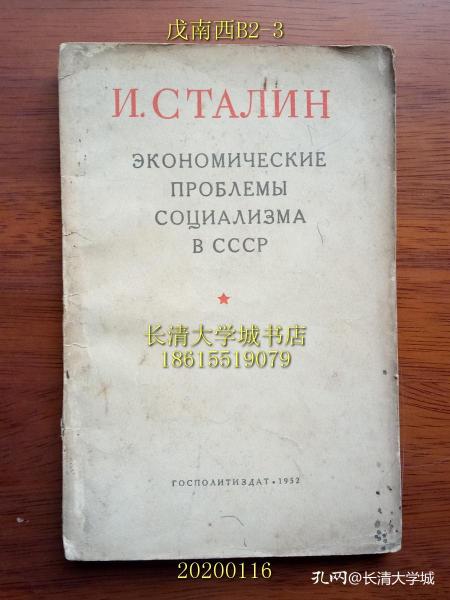 戊南西B2-3
И. СТАЛИН
ЭКОНОМИЧЕСКИЕ
ПРОБЛЕМЫ
СОЦИАЛИЗМА
В СССР
长清大学城书店
18615519079
ГОСПОЛИТИЗДАТ • 1952
20200116
孔网@长清大学城